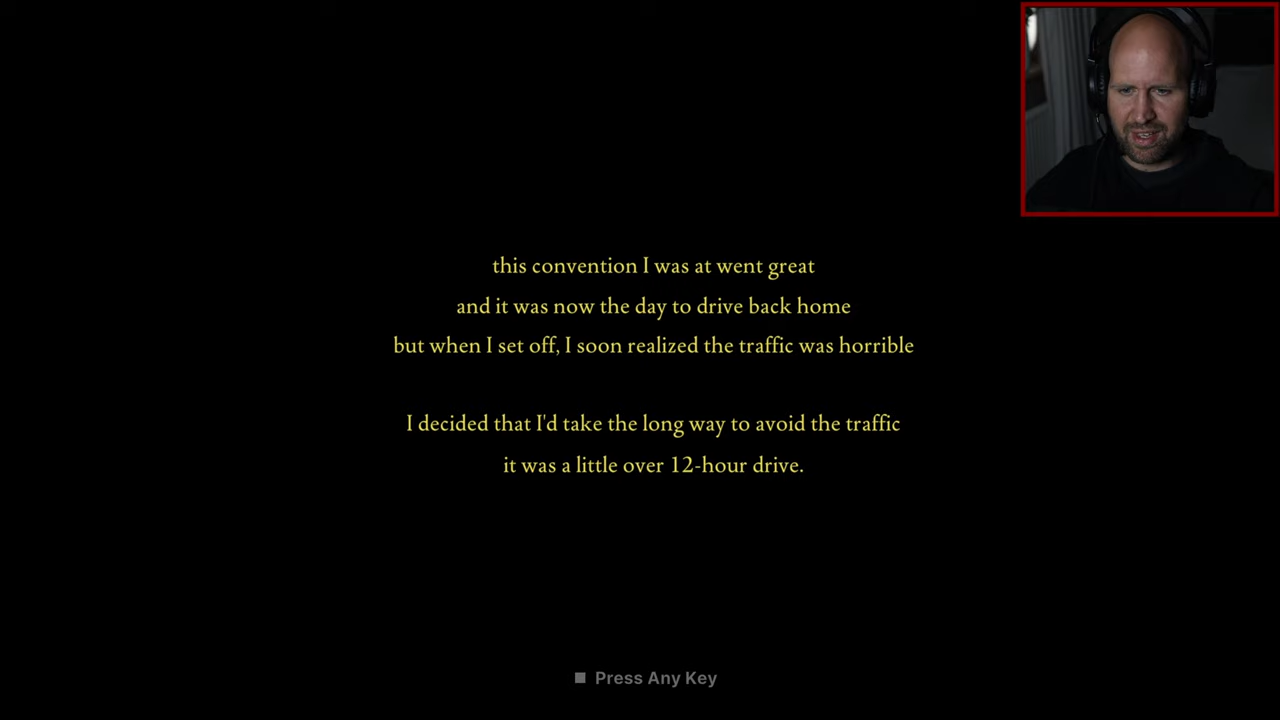 this convention I was at went great
and it was now the day to drive back home
but when I set off, I soon realized the traffic was horrible
I decided that I'd take the long way to avoid the traffic
it was a little over 12-hour drive.
Press Any Key